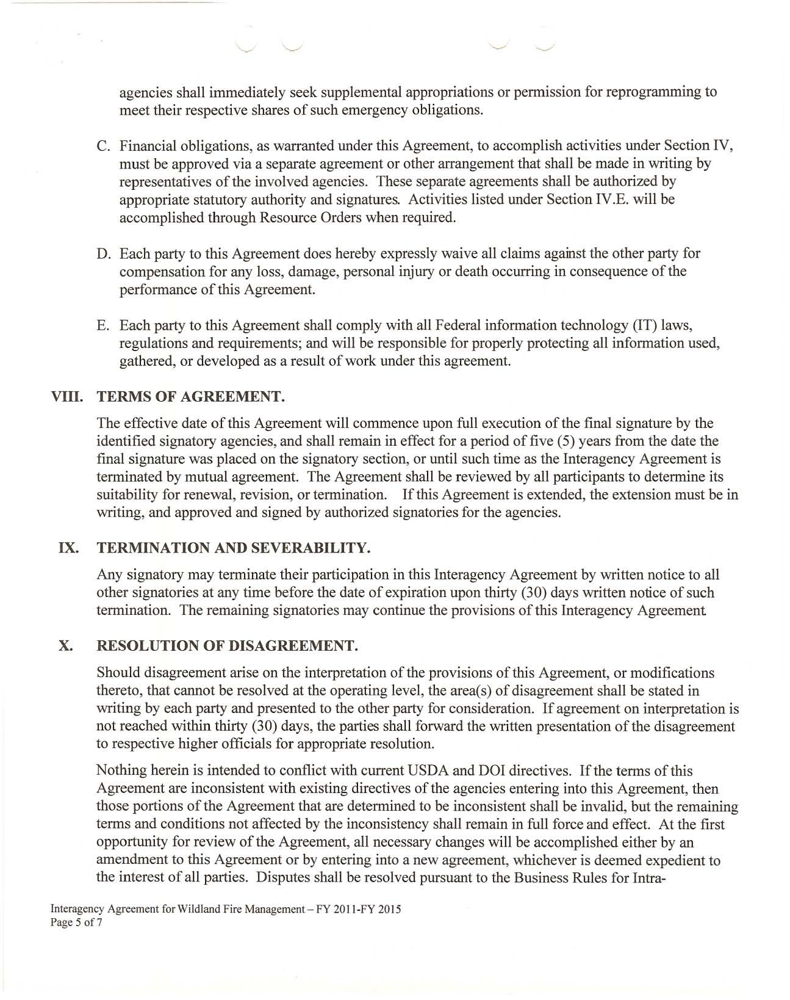 agencies shall immediately seek supplemental appropriations or permission for reprogramming to
meet their respective shares of such emergency obligations.
C. Financial obligations, as warranted under this Agreement, to accomplish activities under Section IV,
must be approved via a separate agreement or other arrangement that shall be made in writing by
representatives of the involved agencies. These separate agreements shall be authorized by
appropriate statutory authority and signatures. Activities listed under Section IV.E. will be
accomplished through Resource Orders when required.
D. Each party to this Agreement does hereby expressly waive all claims against the other party for
compensation for any loss, damage, personal injury or death occurring in consequence of the
performance of this Agreement.
E. Each party to this Agreement shall comply with all Federal information technology (IT) laws,
regulations and requirements; and will be responsible for properly protecting all information used,
gathered, or developed as a result of work under this agreement.
VIII. TERMS OF AGREEMENT.
The effective date of this Agreement will commence upon full execution of the final signature by the
identified signatory agencies, and shall remain in effect for a period of five (5) years from the date the
final signature was placed on the signatory section, or until such time as the Interagency Agreement is
terminated by mutual agreement. The Agreement shall be reviewed by all participants to determine its
suitability for renewal, revision, or termination. If this Agreement is extended, the extension must be in
writing, and approved and signed by authorized signatories for the agencies.
IX. TERMINATION AND SEVERABILITY.
Any signatory may terminate their participation in this Interagency Agreement by written notice to all
other signatories at any time before the date of expiration upon thirty (30) days written notice of such
termination. The remaining signatories may continue the provisions of this Interagency Agreement.
X. RESOLUTION OF DISAGREEMENT.
Should disagreement arise on the interpretation of the provisions of this Agreement, or modifications
thereto, that cannot be resolved at the operating level, the area(s) of disagreement shall be stated in
writing by each party and presented to the other party for consideration. If agreement on interpretation is
not reached within thirty (30) days, the parties shall forward the written presentation of the disagreement
to respective higher officials for appropriate resolution.
Nothing herein is intended to conflict with current USDA and DOI directives. If the terms of this
Agreement are inconsistent with existing directives of the agencies entering into this Agreement, then
those portions of the Agreement that are determined to be inconsistent shall be invalid, but the remaining
terms and conditions not affected by the inconsistency shall remain in full force and effect. At the first
opportunity for review of the Agreement, all necessary changes will be accomplished either by an
amendment to this Agreement or by entering into a new agreement, whichever is deemed expedient to
the interest of all parties. Disputes shall be resolved pursuant to the Business Rules for Intra-
Interagency Agreement for Wildland Fire Management – FY 2011-FY 2015
Page 5 of 7